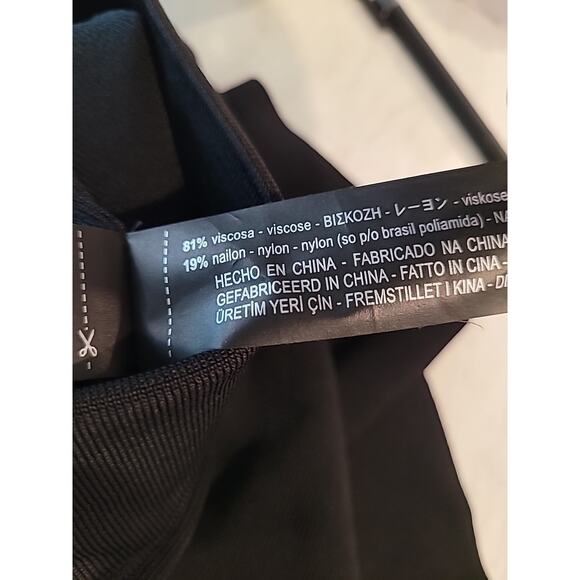 81% viscosa - viscose - ΒΙΣΚΟΖΗ - レーヨン - viskose
19% nailon - nylon - nylon (so p/o brasil poliamida) - 
HECHO EN CHINA - FABRICADO NA CHINA
GEFABRICEERD IN CHINA - FATTO IN CINA -
ÜRETİM YERİ ÇİN - FREMSTILLET I KINA -